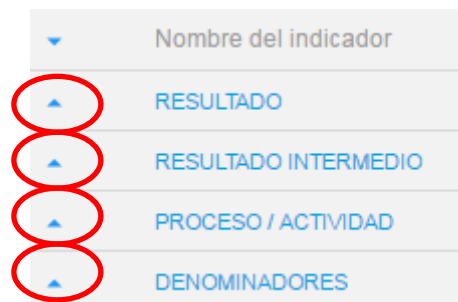 Nombre del indicador
RESULTADO
RESULTADO INTERMEDIO
PROCESO / ACTIVIDAD
DENOMINADORES